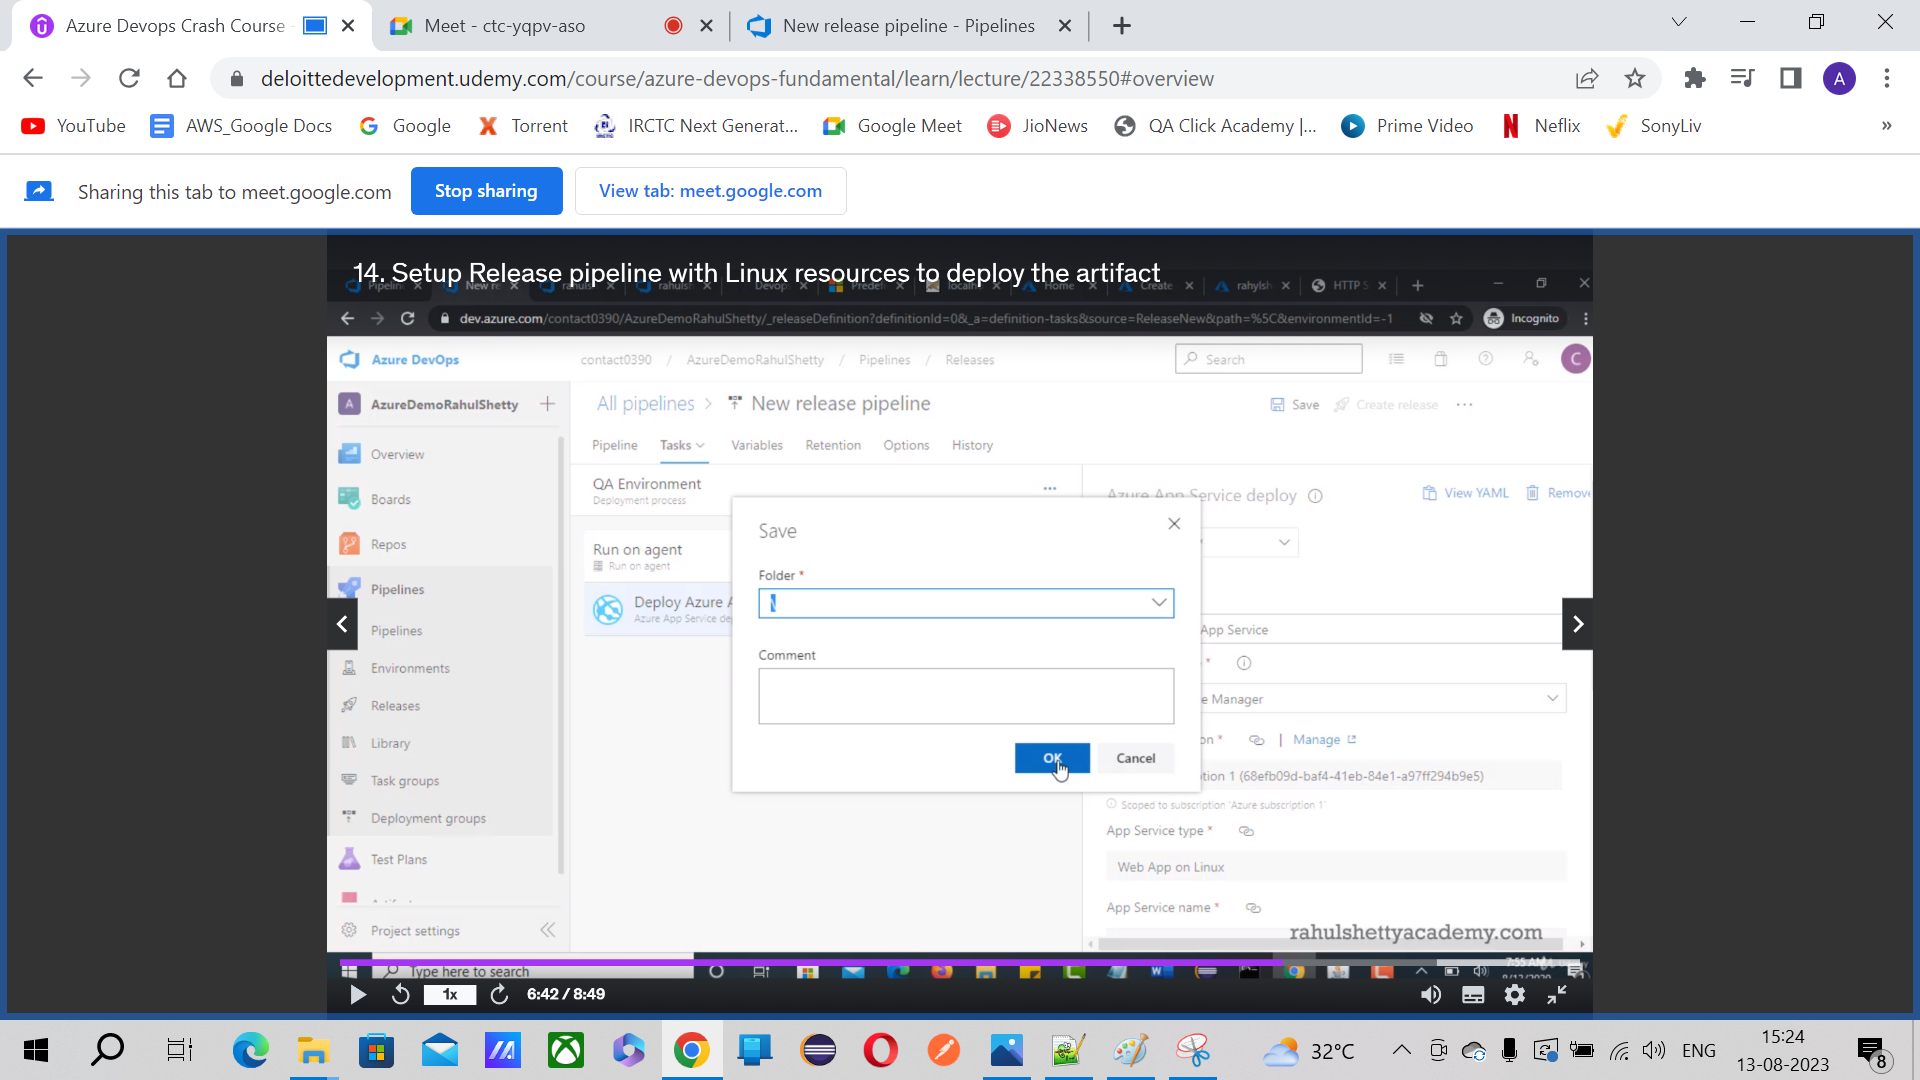 Azure Devops Crash Course
Meet - ctc-yqpv-aso
New release pipeline - Pipelines
deloittedevelopment.udemy.com/course/azure-devops-fundamental/learn/lecture/22338550#overview
A
YouTube AWS_Google Docs Google Torrent IRCTC Next Generat... Google Meet JioNews QA Click Academy |... Prime Video Neflix SonyLiv »
Sharing this tab to meet.google.com Stop sharing View tab: meet.google.com
14. Setup Release pipeline with Linux resources to deploy the artifact
dev.azure.com/contact0390/AzureDemoRahulShetty/_releaseDefinition?definitionId=0&_a=definition-tasks&source=ReleaseNew&path=%5C&environmentId=-1 Incognito
Azure DevOps contact0390 / AzureDemoRahulShetty / Pipelines / Releases Search C
A AzureDemoRahulShetty
All pipelines > New release pipeline Save Create release ...
Pipeline Tasks Variables Retention Options History
Overview
Boards
Repos
Pipelines
Pipelines
Environments
Releases
Library
Task groups
Deployment groups
Test Plans
Project settings
QA Environment
Deployment process
Run on agent
Run on agent
Deploy Azure A
Azure App Service de
Azure App Service deploy View YAML Remov
Save
Folder *
\
Comment
OK Cancel
App Service
*
e Manager
on * | Manage
tion 1 (68efb09d-baf4-41eb-84e1-a97ff294b9e5)
Scoped to subscription 'Azure subscription 1'
App Service type *
Web App on Linux
App Service name *
rahulshettyacademy.com
Type here to search
7:55 AM
1x 6:42 / 8:49
32°C ENG 15:24
13-08-2023
8